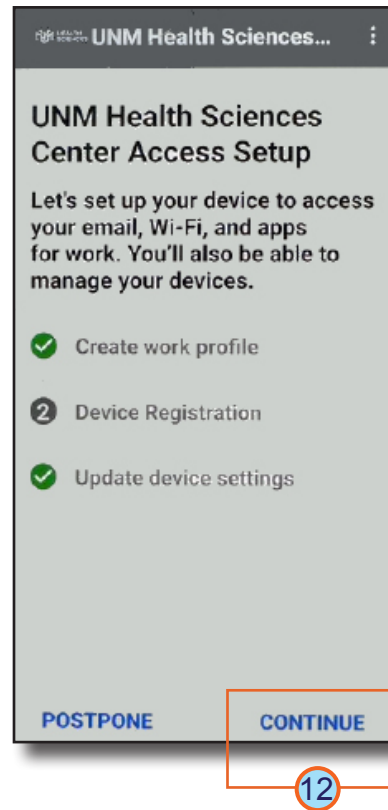 UNM Health Sciences...
UNM Health Sciences
Center Access Setup
Let's set up your device to access
your email, Wi-Fi, and apps
for work. You'll also be able to
manage your devices.
Create work profile
2 Device Registration
Update device settings
POSTPONE CONTINUE
12